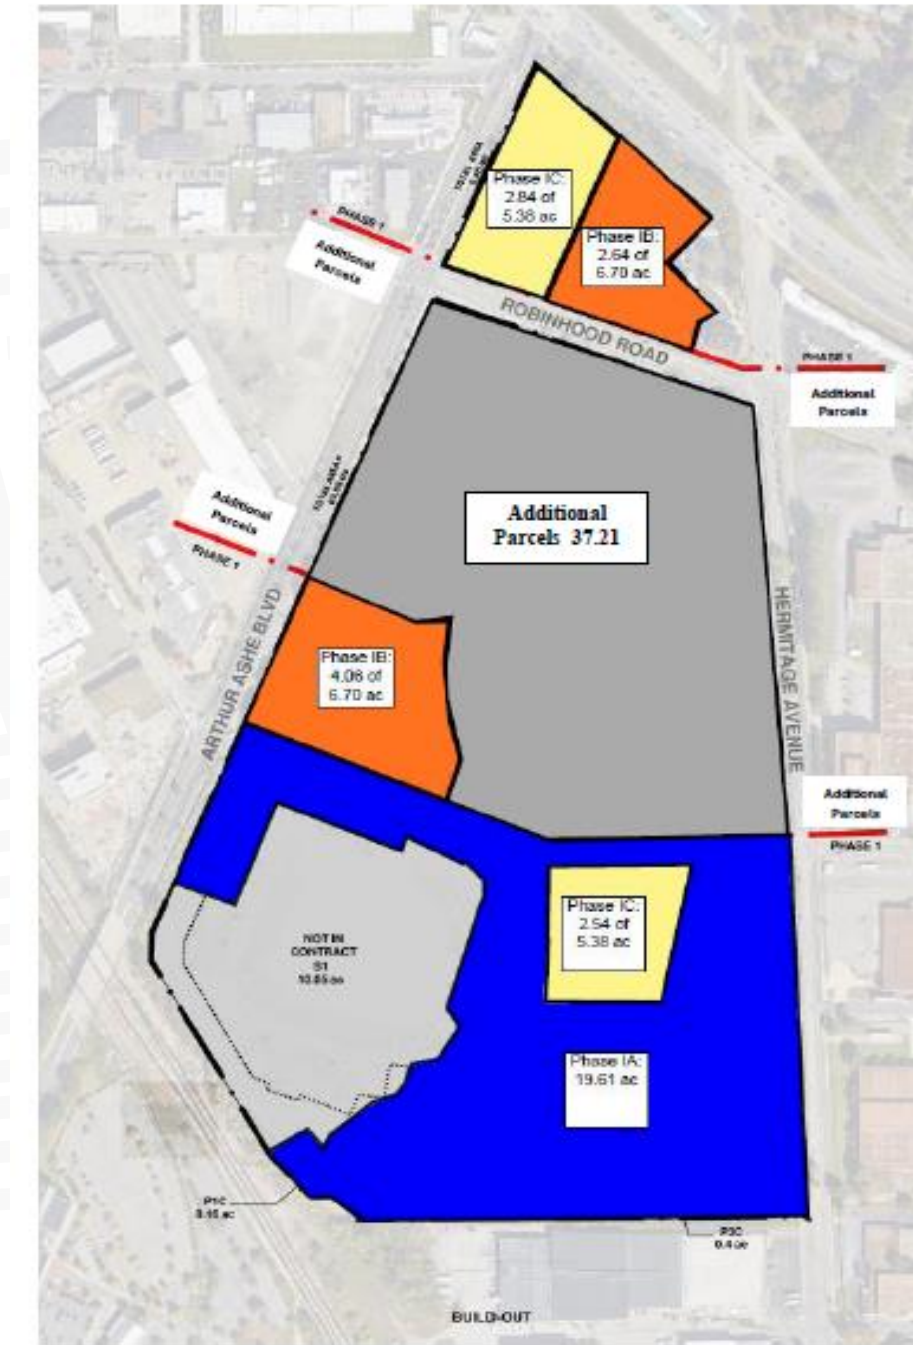 Phase IC:
2.84 of
5.38 ac
Phase IB:
2.64 of
6.70 ac
PHASE 1
Additional
Parcels
ROBINHOOD ROAD
PHASE 1
Additional
Parcels
TOTAL AREA
Additional
Parcels
PHASE 1
Additional
Parcels 37.21
ARTHUR ASHE BLVD
HERMITAGE AVENUE
Phase IB:
4.06 of
6.70 ac
Additional
Parcels
PHASE 1
Phase IC:
2.54 of
5.38 ac
NOT IN
CONTRACT
S1
Phase IA:
19.61 ac
BUILD-OUT